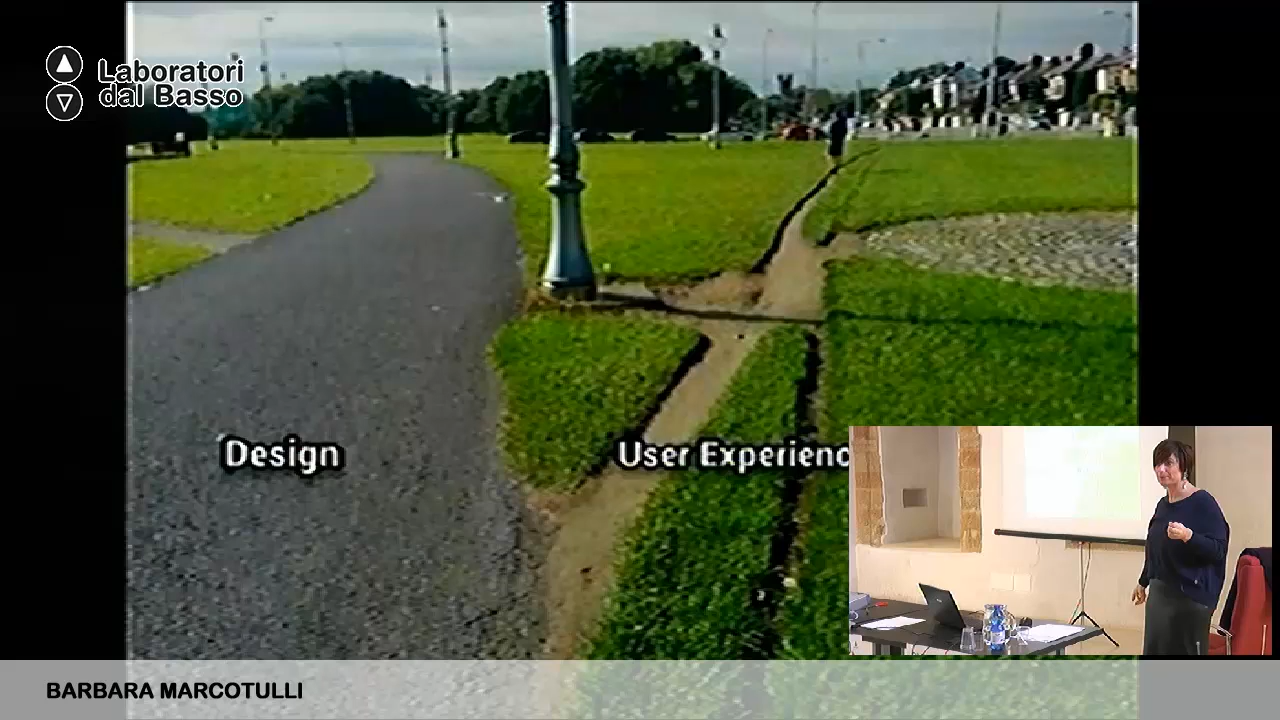 Laboratori
dal Basso
Design
User Experienc
BARBARA MARCOTULLI